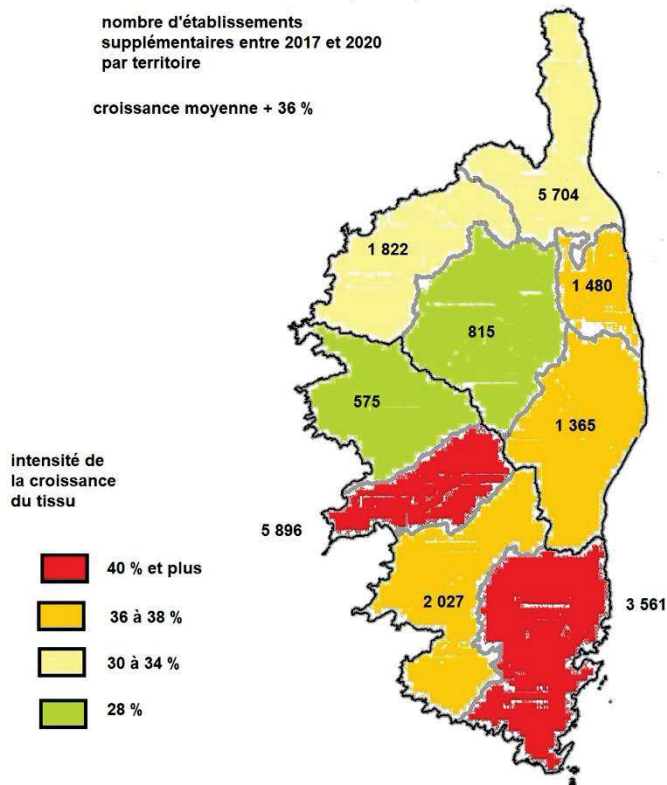 nombre d'établissements
supplémentaires entre 2017 et 2020
par territoire
croissance moyenne + 36 %
5 704
1 822
1 480
815
575
1 365
intensité de
la croissance
du tissu
5 896
40 % et plus
3 561
36 à 38 %
2 027
30 à 34 %
28 %